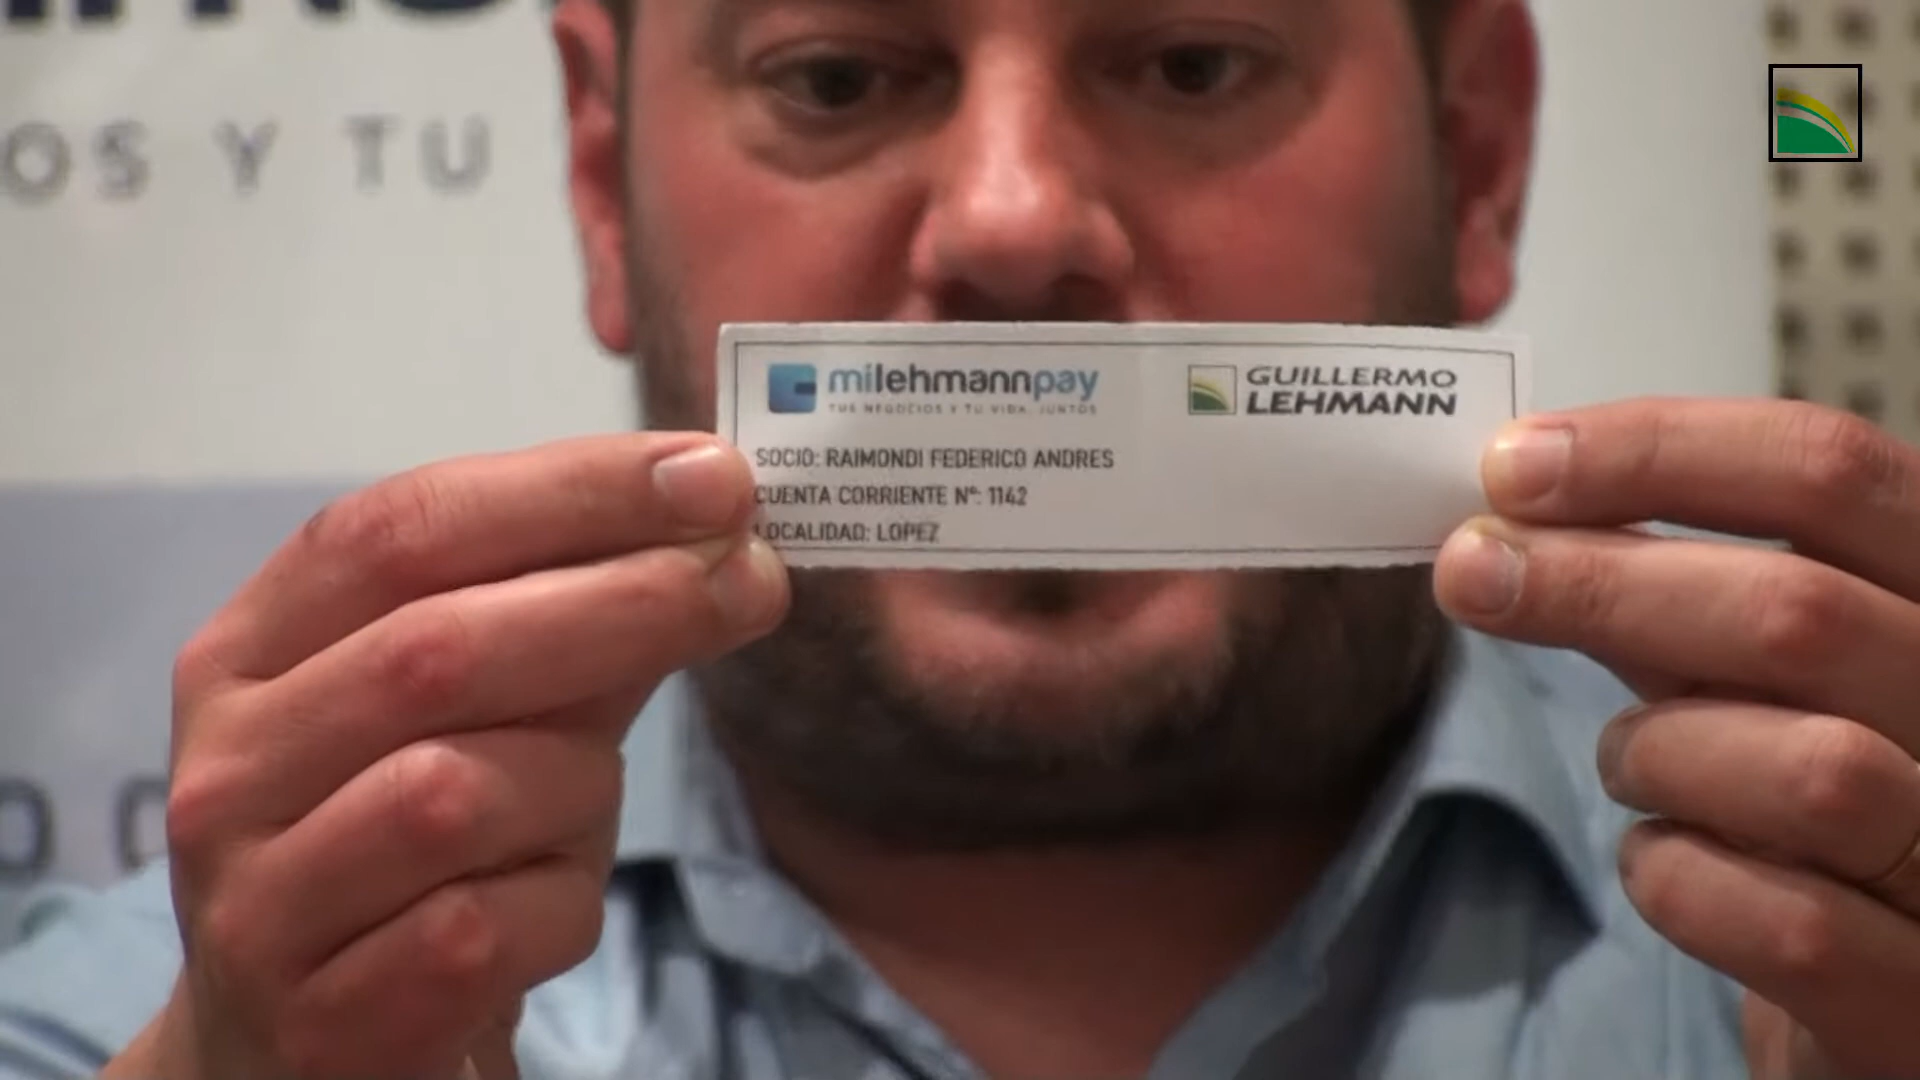 OS Y TU
milehmannpay
TUS NEGOCIOS Y TU VIDA, JUNTOS
GUILLERMO
LEHMANN
SOCIO: RAIMONDI FEDERICO ANDRES
CUENTA CORRIENTE Nº: 1142
LOCALIDAD: LOPEZ